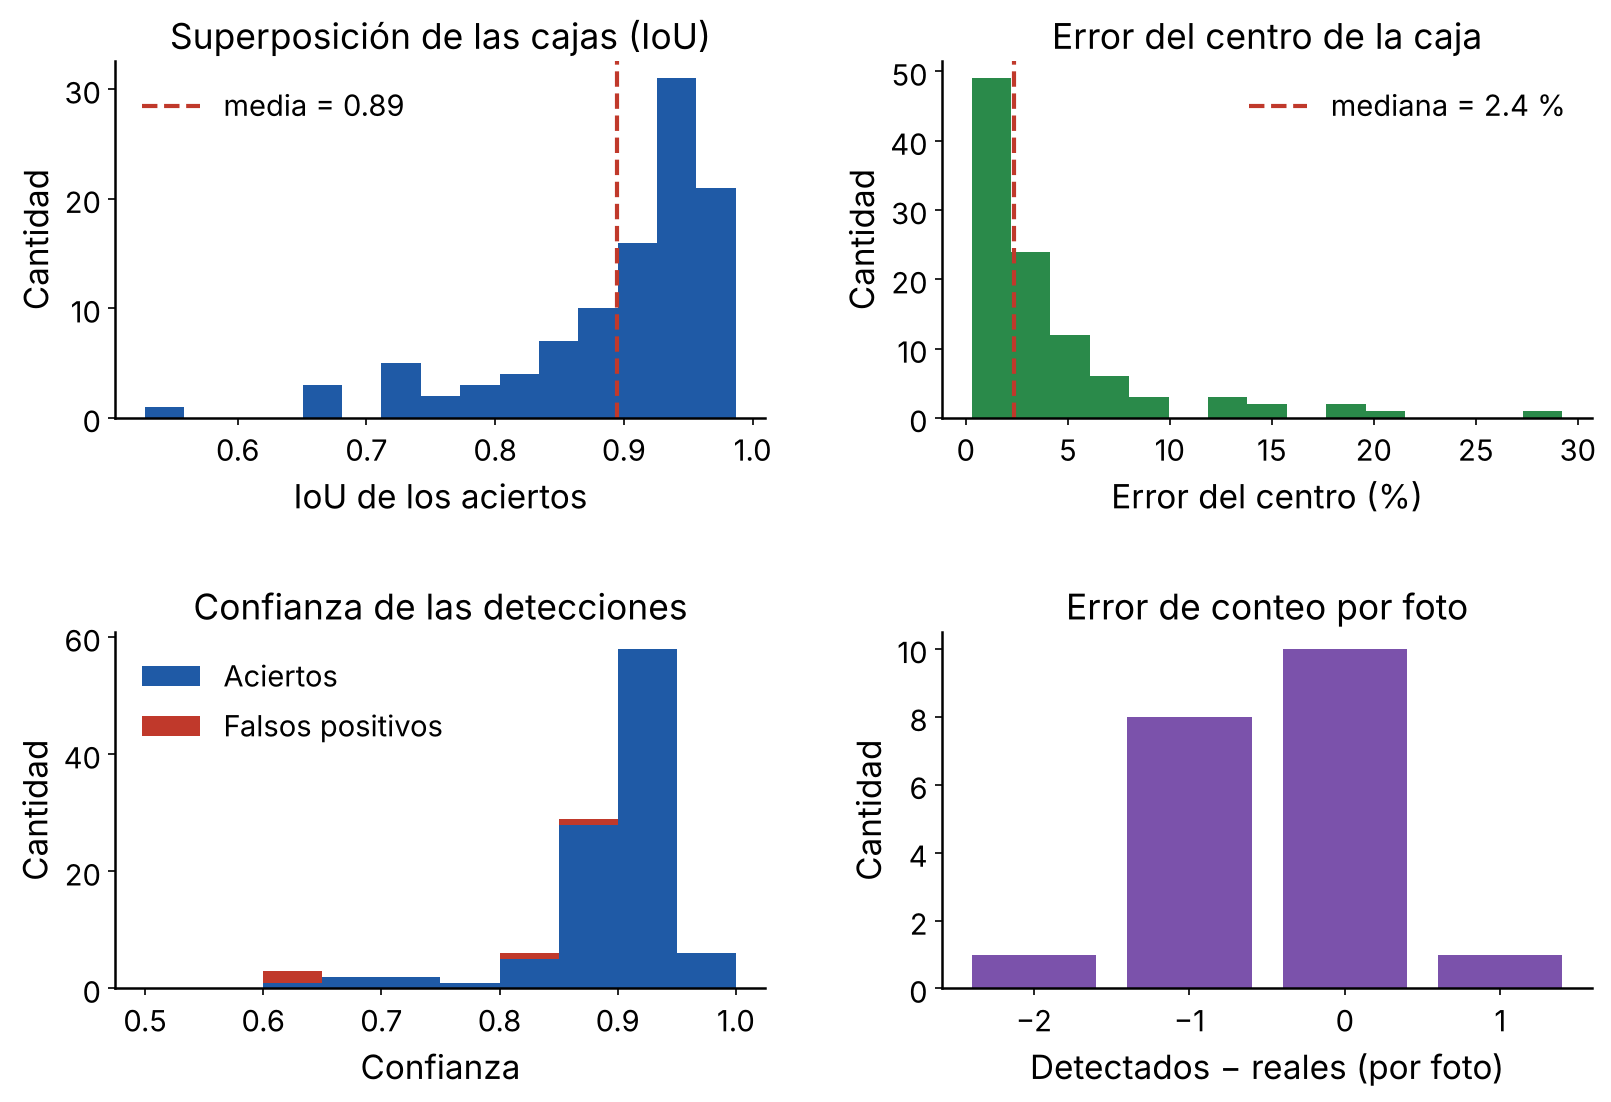 Superposición de las cajas (IoU)
media = 0.89
30
20
10
0
Cantidad
0.6 0.7 0.8 0.9 1.0
IoU de los aciertos
Error del centro de la caja
mediana = 2.4 %
50
40
30
20
10
0
Cantidad
0 5 10 15 20 25 30
Error del centro (%)
Confianza de las detecciones
Aciertos
Falsos positivos
60
40
20
0
Cantidad
0.5 0.6 0.7 0.8 0.9 1.0
Confianza
Error de conteo por foto
10
8
6
4
2
0
Cantidad
−2 −1 0 1
Detectados − reales (por foto)